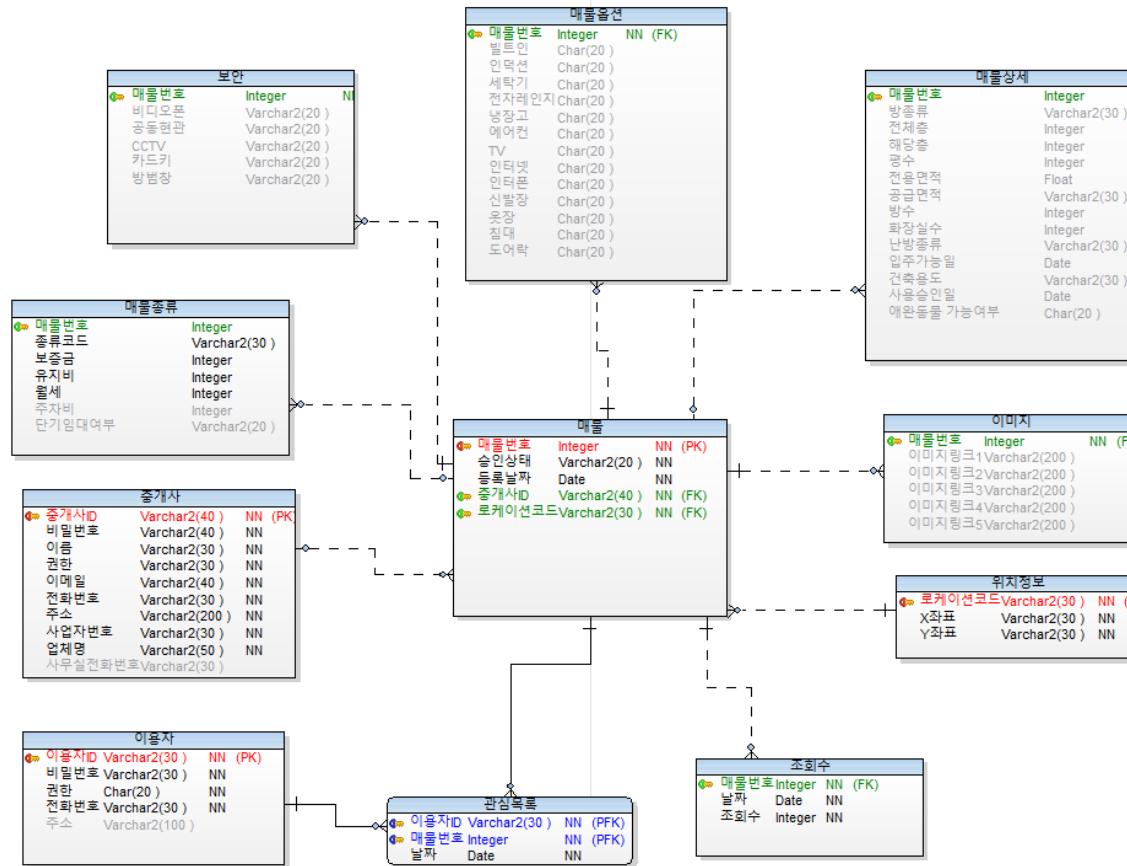 매물옵션
매물번호 Integer NN (FK)
빌트인 Char(20 )
인덕션 Char(20 )
세탁기 Char(20 )
전자레인지 Char(20 )
냉장고 Char(20 )
에어컨 Char(20 )
TV Char(20 )
인터넷 Char(20 )
인터폰 Char(20 )
신발장 Char(20 )
옷장 Char(20 )
침대 Char(20 )
도어락 Char(20 )
보안
매물번호 Integer
비디오폰 Varchar2(20 )
공동현관 Varchar2(20 )
CCTV Varchar2(20 )
카드키 Varchar2(20 )
방범창 Varchar2(20 )
매물상세
매물번호 Integer
방종류 Varchar2(30 )
전체층 Integer
해당층 Integer
평수 Integer
전용면적 Float
공급면적 Varchar2(30 )
방수 Integer
화장실수 Integer
난방종류 Varchar2(30 )
입주가능일 Date
건축용도 Varchar2(30 )
사용승인일 Date
애완동물 가능여부 Char(20 )
매물종류
매물번호 Integer
종류코드 Varchar2(30 )
보증금 Integer
유지비 Integer
월세 Integer
주차비 Integer
단기임대여부 Varchar2(20 )
매물
매물번호 Integer NN (PK)
승인상태 Varchar2(20 ) NN
등록날짜 Date NN
중개사ID Varchar2(40 ) NN (FK)
로케이션코드 Varchar2(30 ) NN (FK)
이미지
매물번호 Integer NN
이미지링크1 Varchar2(200 )
이미지링크2 Varchar2(200 )
이미지링크3 Varchar2(200 )
이미지링크4 Varchar2(200 )
이미지링크5 Varchar2(200 )
중개사
중개사ID Varchar2(40 ) NN (PK)
비밀번호 Varchar2(40 ) NN
이름 Varchar2(30 ) NN
권한 Varchar2(30 ) NN
이메일 Varchar2(40 ) NN
전화번호 Varchar2(30 ) NN
주소 Varchar2(200 ) NN
사업자번호 Varchar2(30 ) NN
업체명 Varchar2(50 ) NN
사무실전화번호 Varchar2(30 )
위치정보
로케이션코드 Varchar2(30 ) NN
X좌표 Varchar2(30 ) NN
Y좌표 Varchar2(30 ) NN
이용자
이용자ID Varchar2(30 ) NN (PK)
비밀번호 Varchar2(30 ) NN
권한 Char(20 ) NN
전화번호 Varchar2(30 ) NN
주소 Varchar2(100 )
관심목록
이용자ID Varchar2(30 ) NN (PFK)
매물번호 Integer NN (PFK)
날짜 Date NN
조회수
매물번호 Integer NN (FK)
날짜 Date NN
조회수 Integer NN